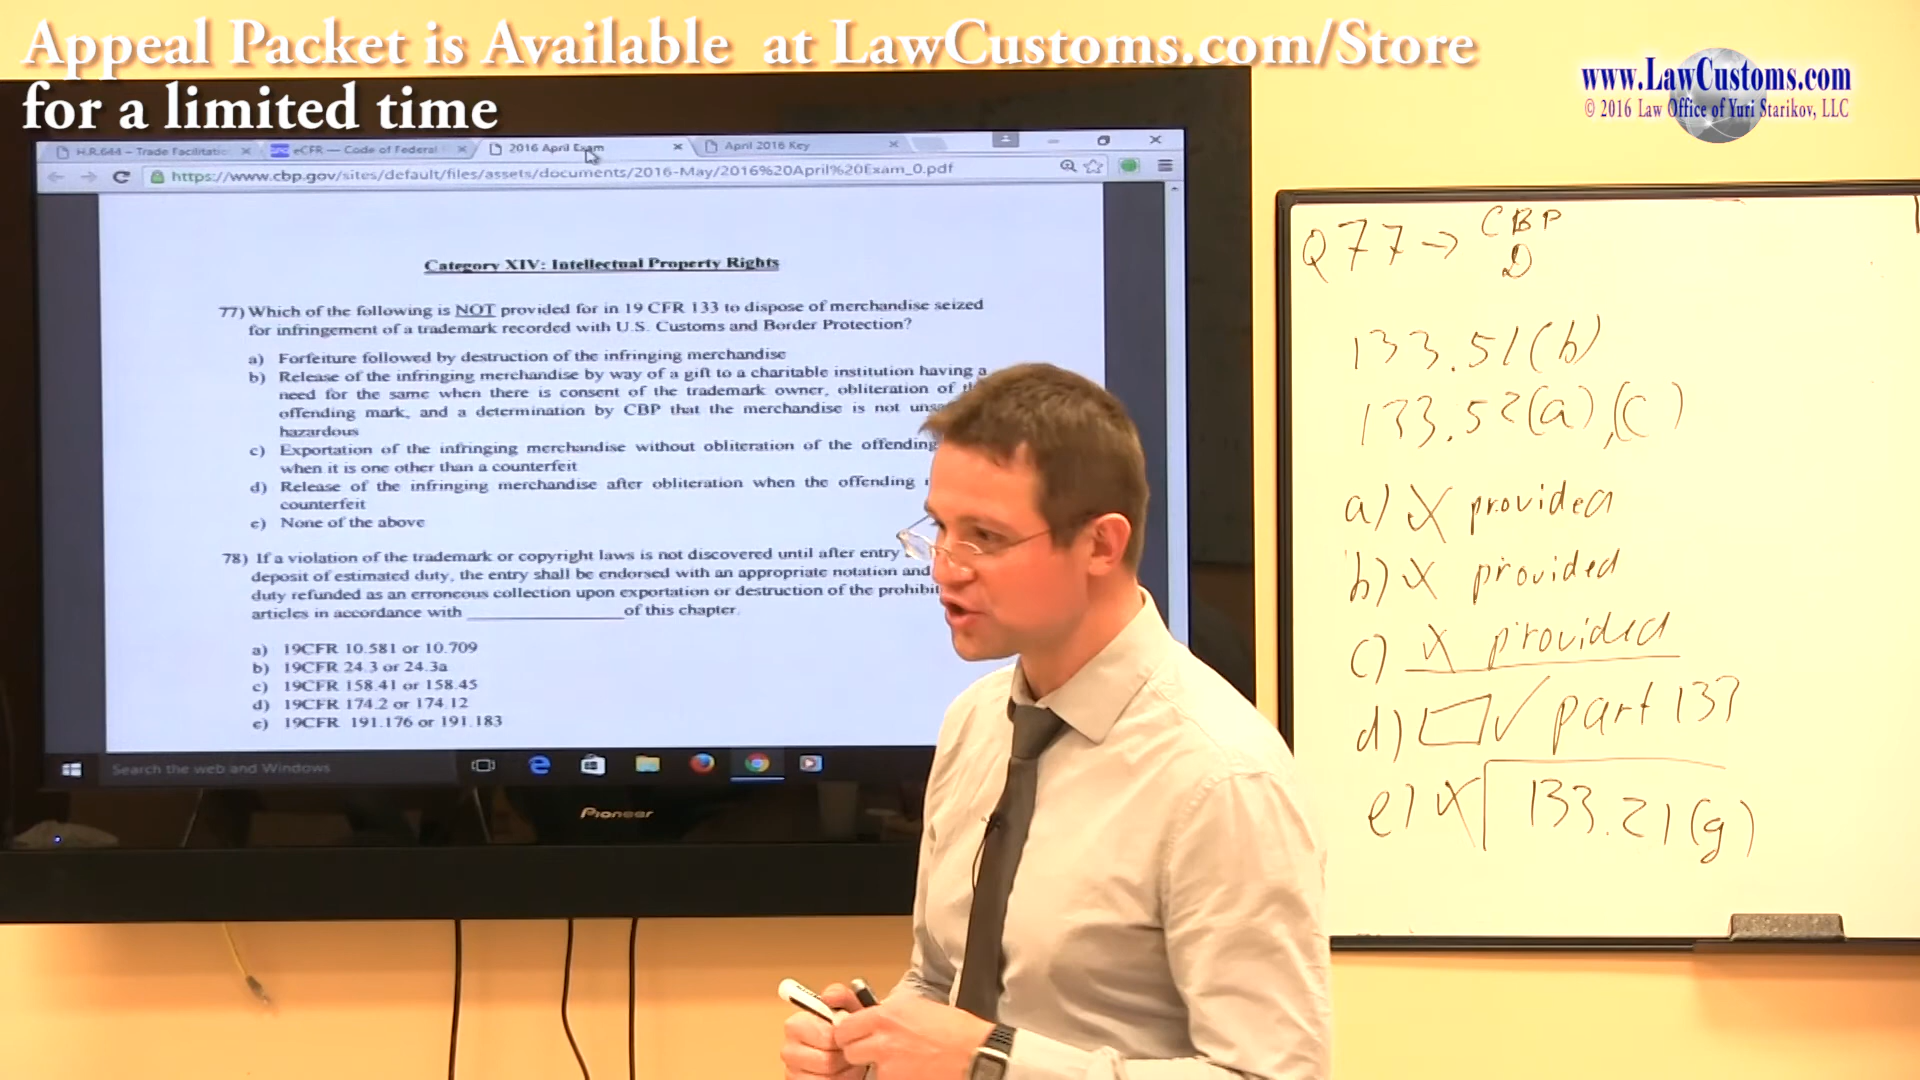 Appeal Packet is Available at LawCustoms.com/Store
for a limited time
www.LawCustoms.com
© 2016 Law Office of Yuri Starikov, LLC
H.R.644 – Trade Facilitatio
eCFR — Code of Federal
2016 April Exam
April 2016 Key
https://www.cbp.gov/sites/default/files/assets/documents/2016-May/2016%20April%20Exam_0.pdf
Category XIV: Intellectual Property Rights
77) Which of the following is NOT provided for in 19 CFR 133 to dispose of merchandise seized
for infringement of a trademark recorded with U.S. Customs and Border Protection?
a) Forfeiture followed by destruction of the infringing merchandise
b) Release of the infringing merchandise by way of a gift to a charitable institution having a
need for the same when there is consent of the trademark owner, obliteration of
offending mark, and a determination by CBP that the merchandise is not
hazardous
c) Exportation of the infringing merchandise without obliteration of the offending
when it is one other than a counterfeit
d) Release of the infringing merchandise after obliteration when the offending
counterfeit
e) None of the above
78) If a violation of the trademark or copyright laws is not discovered until after entry
deposit of estimated duty, the entry shall be endorsed with an appropriate notation and
duty refunded as an erroneous collection upon exportation or destruction of the prohibit
articles in accordance with ________________ of this chapter.
a) 19CFR 10.581 or 10.709
b) 19CFR 24.3 or 24.3a
c) 19CFR 158.41 or 158.45
d) 19CFR 174.2 or 174.12
e) 19CFR 191.176 or 191.183
Search the web and Windows
Pioneer
Q 77 → CBP
D
133.51(b)
133.52(a),(c)
a) X provided
b) X provided
c) X provided
d) ✓ part 133
e) X 133.21(g)